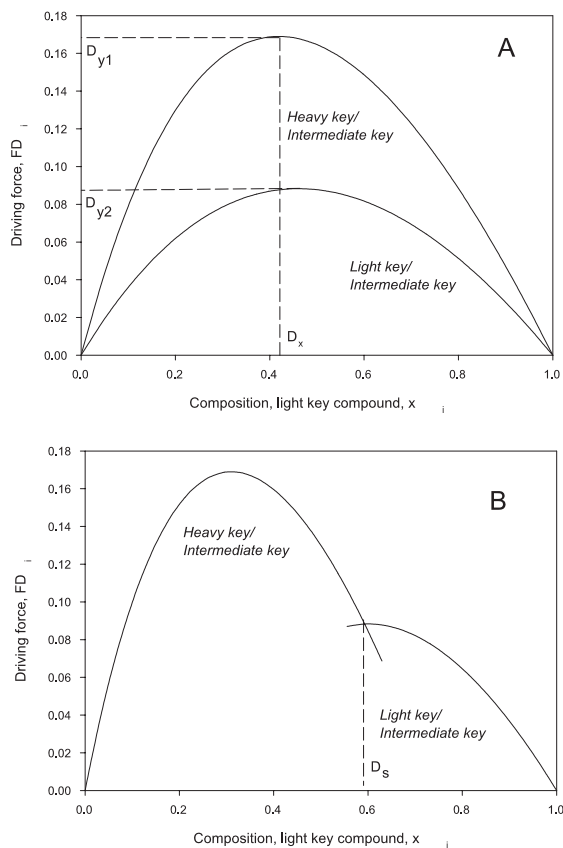 A
0.18
D y1
0.16
0.14
Heavy key/
Intermediate key
0.12
Driving force, FD i
0.10
D y2
0.08
0.06
Light key/
Intermediate key
0.04
0.02
D x
0.00
0.0 0.2 0.4 0.6 0.8 1.0
Composition, light key compound, x i
0.18
B
0.16
Heavy key/
Intermediate key
0.14
0.12
Driving force, FD i
0.10
0.08
0.06
0.04
Light key/
Intermediate key
0.02
D s
0.00
0.0 0.2 0.4 0.6 0.8 1.0
Composition, light key compound, x i